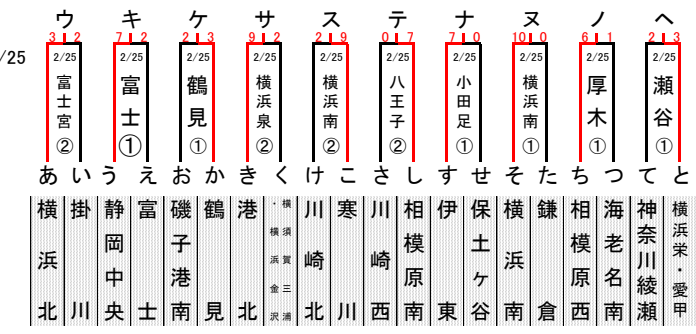 ウ キ ケ サ ス テ ナ ヌ ノ ヘ
3 2 7 2 2 3 9 2 2 9 0 7 7 0 10 0 6 1 2 3
/25 2/25 2/25 2/25 2/25 2/25 2/25 2/25 2/25 2/25 2/25
富士宮② 富士① 鶴見① 横浜泉② 横浜南② 八王子② 小田足① 横浜南① 厚木① 瀬谷①
あ い う え お か き く け こ さ し す せ そ た ち つ て と
横浜北
掛川
静岡中央
富士
磯子港南
鶴見
港北
横須賀三浦
・横浜金沢
川崎北
寒川
川崎西
相模原南
伊東
保土ヶ谷
横浜南
鎌倉
相模原西
海老名南
神奈川綾瀬
横浜栄・愛甲